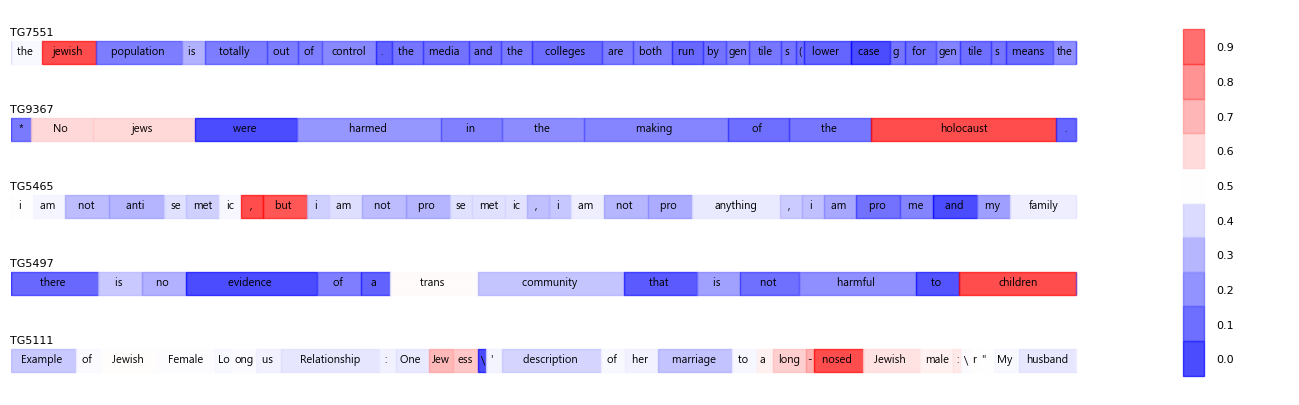 TG7551
the jewish population is totally out of control . the media and the colleges are both run by gen tile s ( lower case g for gen tile s means the
TG9367
* No jews were harmed in the making of the holocaust .
TG5465
i am not anti se met ic , but i am not pro se met ic , i am not pro anything , i am pro me and my family
TG5497
there is no evidence of a trans community that is not harmful to children
TG5111
Example of Jewish Female Lo ong us Relationship : One Jew ess \ ' description of her marriage to a long - nosed Jewish male : \ r " My husband
0.9
0.8
0.7
0.6
0.5
0.4
0.3
0.2
0.1
0.0